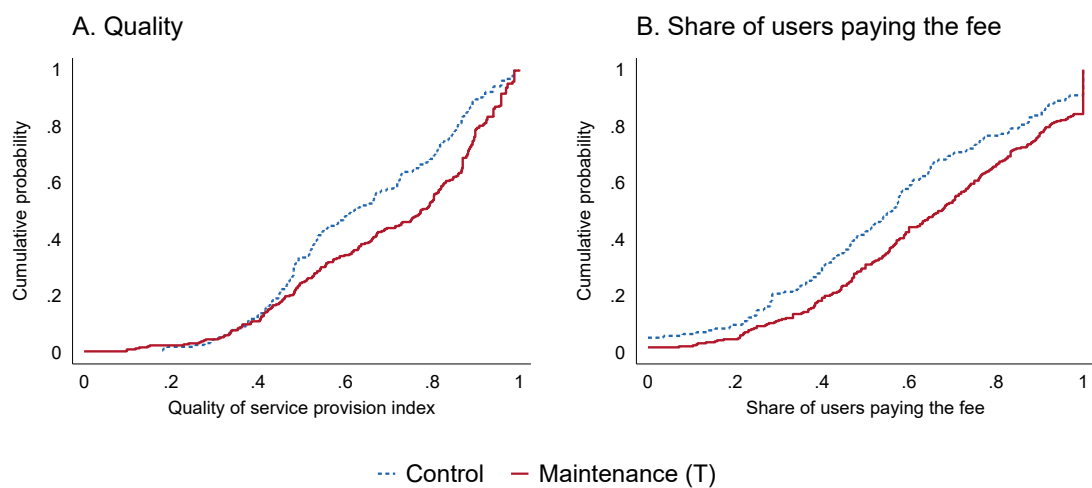 A. Quality
B. Share of users paying the fee
Cumulative probability
1
.8
.6
.4
.2
0
0 .2 .4 .6 .8 1
Quality of service provision index
Cumulative probability
1
.8
.6
.4
.2
0
0 .2 .4 .6 .8 1
Share of users paying the fee
Control Maintenance (T)